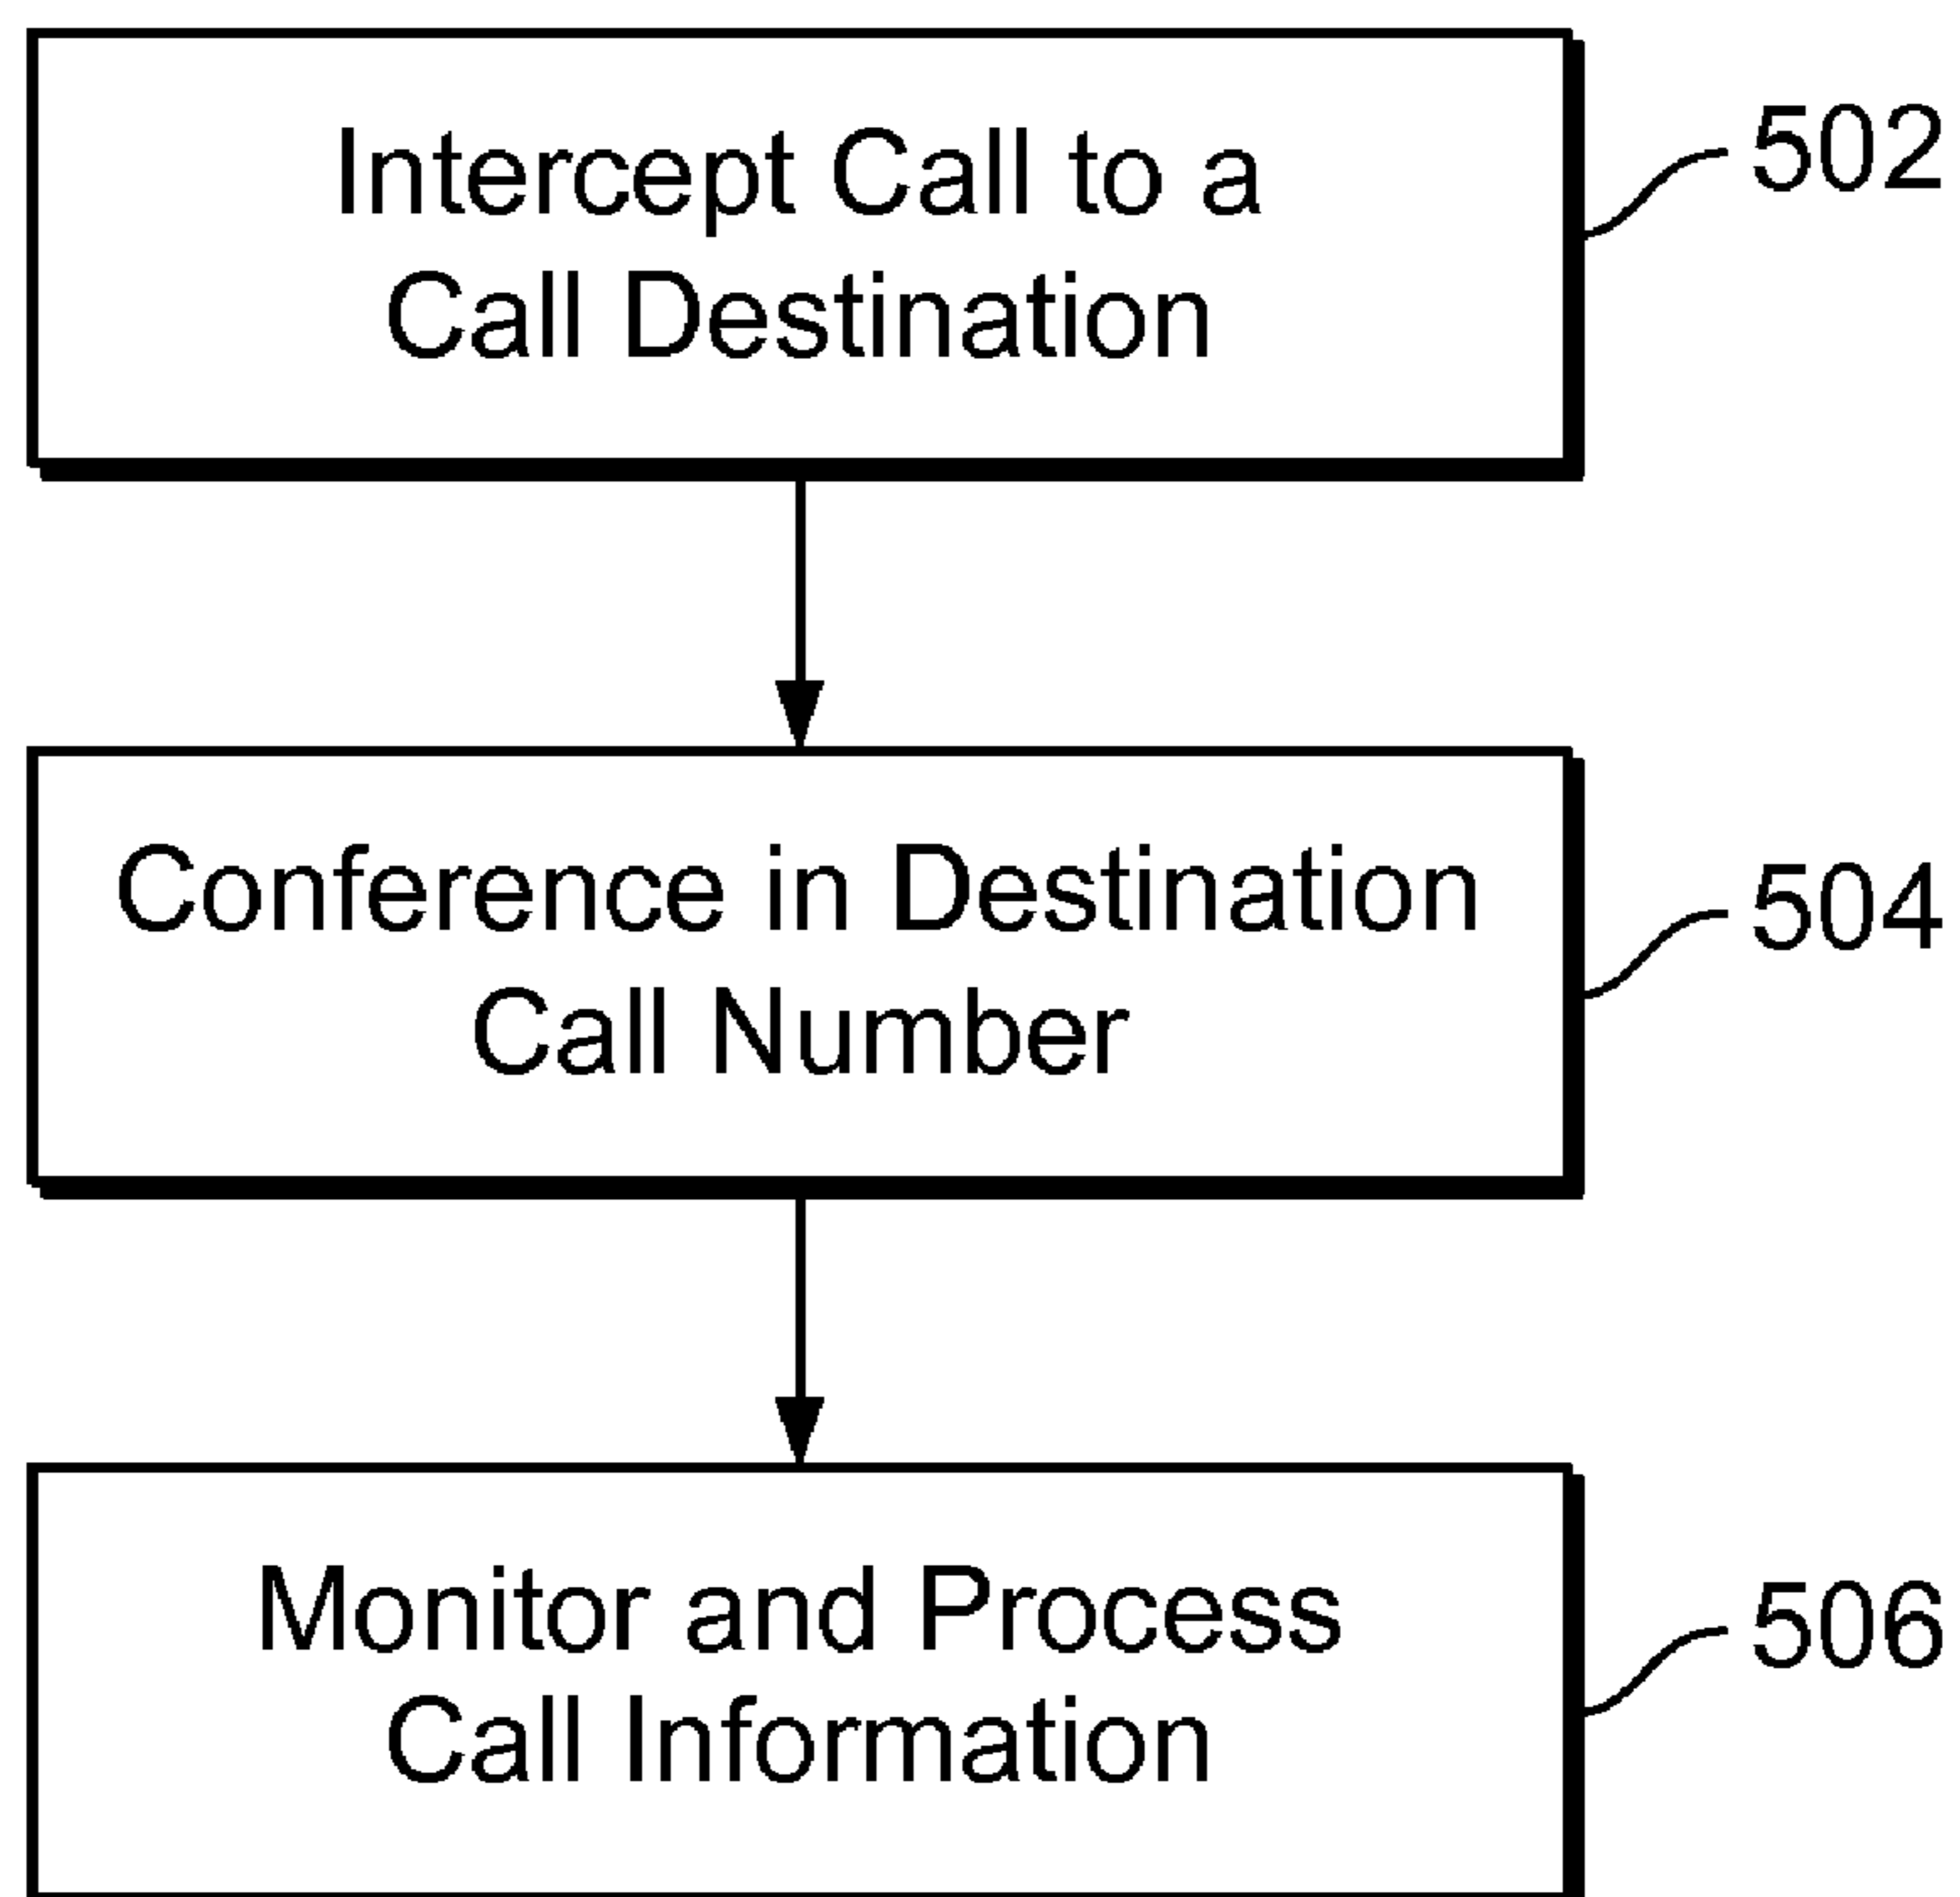 Intercept Call to a
Call Destination
502
Conference in Destination
Call Number
504
Monitor and Process
Call Information
506